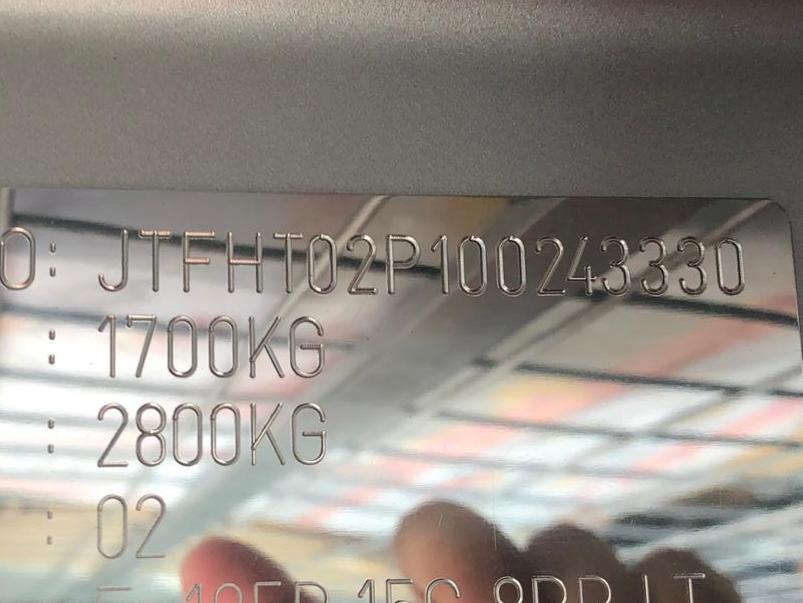 O: JTFHT02P100243330
: 1700KG
: 2800KG
: 02